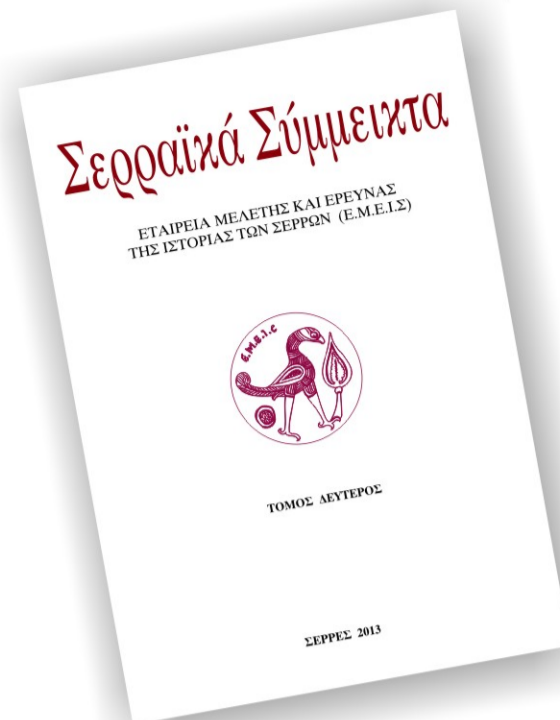 Σερραϊκά Σύμμεικτα
ΕΤΑΙΡΕΙΑ ΜΕΛΕΤΗΣ ΚΑΙ ΕΡΕΥΝΑΣ
ΤΗΣ ΙΣΤΟΡΙΑΣ ΤΩΝ ΣΕΡΡΩΝ (Ε.Μ.Ε.Ι.Σ)
Ε.Μ.Ε.Ι.C
ΤΟΜΟΣ ΔΕΥΤΕΡΟΣ
ΣΕΡΡΕΣ 2013